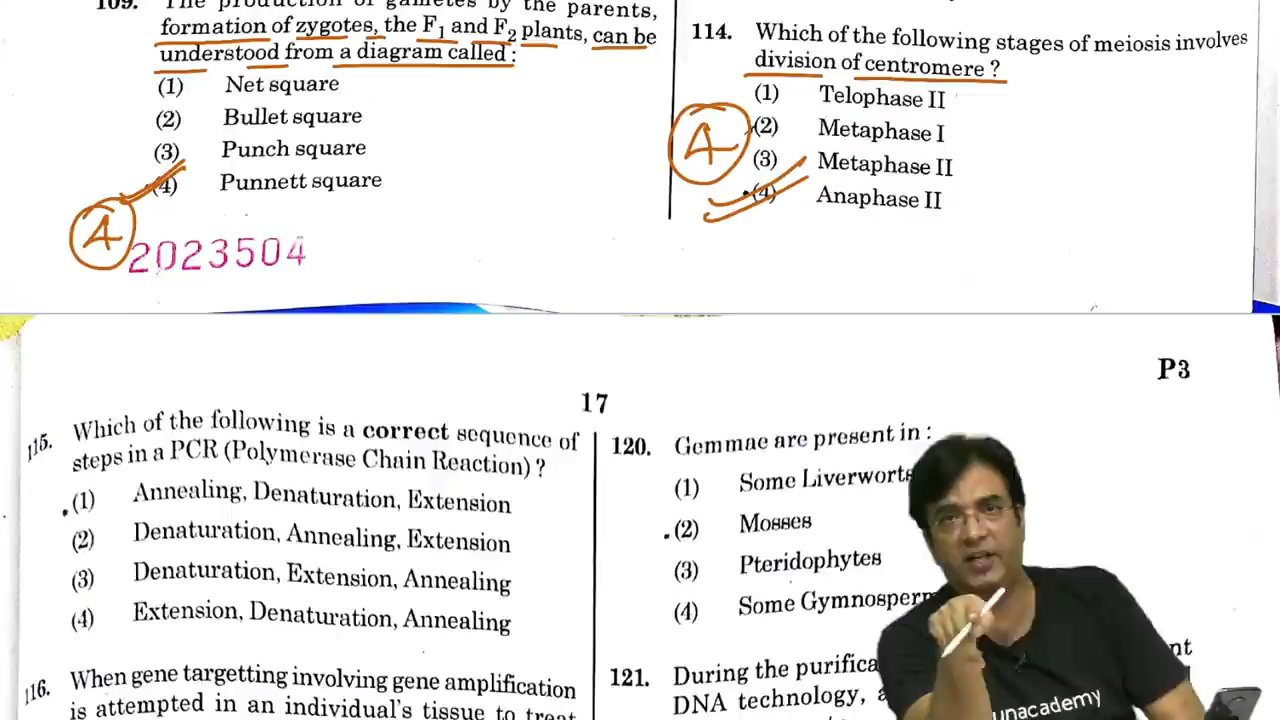 109. The production of gametes by the parents,
formation of zygotes, the F1 and F2 plants, can be
understood from a diagram called :
(1) Net square
(2) Bullet square
(3) Punch square
(4) Punnett square
4
2023504
114. Which of the following stages of meiosis involves
division of centromere ?
(1) Telophase II
(2) Metaphase I
(3) Metaphase II
(4) Anaphase II
4
P3
17
115. Which of the following is a correct sequence of
steps in a PCR (Polymerase Chain Reaction) ?
(1) Annealing, Denaturation, Extension
(2) Denaturation, Annealing, Extension
(3) Denaturation, Extension, Annealing
(4) Extension, Denaturation, Annealing
116. When gene targetting involving gene amplification
is attempted in an individual's tissue to treat
120. Gemmae are present in :
(1) Some Liverworts
(2) Mosses
(3) Pteridophytes
(4) Some Gymnosperm
121. During the purifica
DNA technology,
unacademy